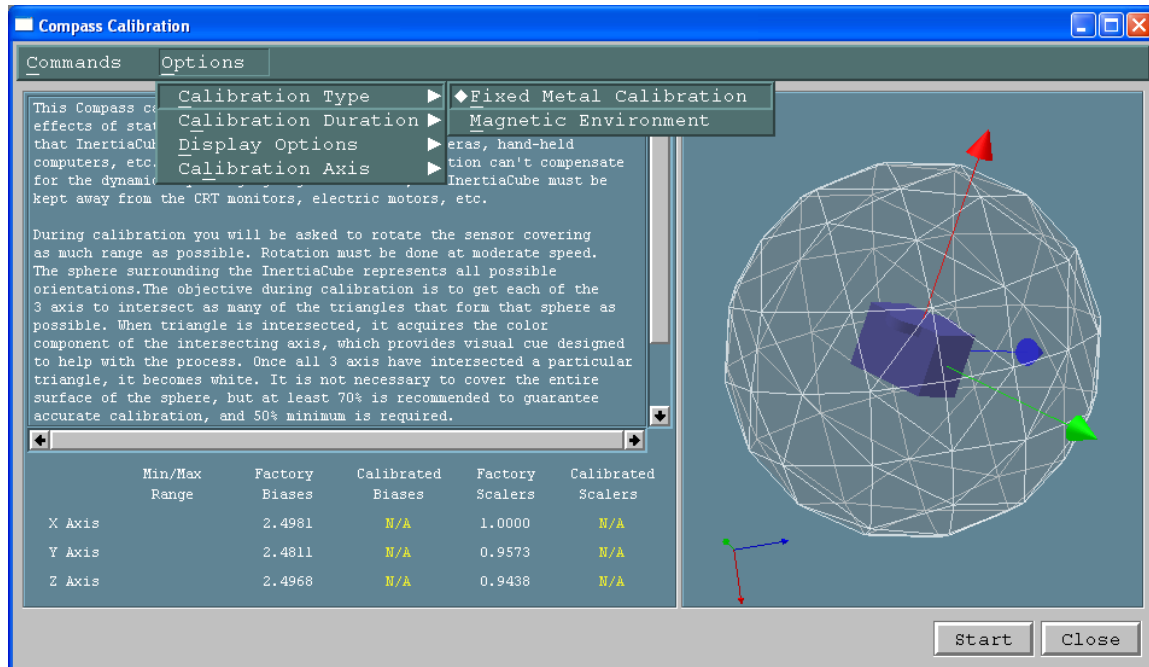 Compass Calibration
Commands Options
Calibration Type
Calibration Duration
Display Options
Calibration Axis
Fixed Metal Calibration
Magnetic Environment
This Compass
effects of
that
eras, hand-held
computers, etc. tion can't compensate
for the InertiaCube must be
kept away from the CRT monitors, electric motors, etc.
During calibration you will be asked to rotate the sensor covering
as much range as possible. Rotation must be done at moderate speed.
The sphere surrounding the InertiaCube represents all possible
orientations.The objective during calibration is to get each of the
3 axis to intersect as many of the triangles that form that sphere as
possible. When triangle is intersected, it acquires the color
component of the intersecting axis, which provides visual cue designed
to help with the process. Once all 3 axis have intersected a particular
triangle, it becomes white. It is not necessary to cover the entire
surface of the sphere, but at least 70% is recommended to guarantee
accurate calibration, and 50% minimum is required.
Min/Max Factory Calibrated Factory Calibrated
Range Biases Biases Scalers Scalers
X Axis 2.4981 N/A 1.0000 N/A
Y Axis 2.4811 N/A 0.9573 N/A
Z Axis 2.4968 N/A 0.9438 N/A
Start Close